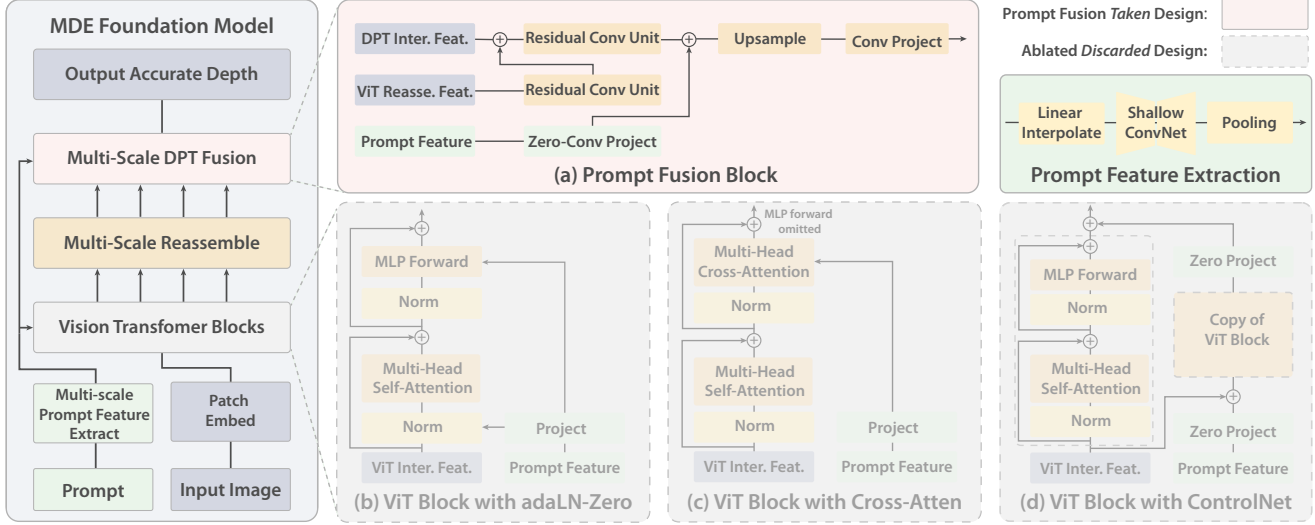 MDE Foundation Model
Output Accurate Depth
Multi-Scale DPT Fusion
Multi-Scale Reassemble
Vision Transfomer Blocks
Multi-scale
Prompt Feature
Extract
Patch
Embed
Prompt
Input Image
DPT Inter. Feat.
Residual Conv Unit
Upsample
Conv Project
ViT Reasse. Feat.
Residual Conv Unit
Prompt Feature
Zero-Conv Project
(a) Prompt Fusion Block
Prompt Fusion Taken Design:
Ablated Discarded Design:
Linear
Interpolate
Shallow
ConvNet
Pooling
Prompt Feature Extraction
MLP Forward
Norm
Multi-Head
Self-Attention
Norm
Project
ViT Inter. Feat.
Prompt Feature
(b) ViT Block with adaLN-Zero
MLP forward
omitted
Multi-Head
Cross-Attention
Norm
Multi-Head
Self-Attention
Norm
Project
ViT Inter. Feat.
Prompt Feature
(c) ViT Block with Cross-Atten
MLP Forward
Norm
Multi-Head
Self-Attention
Norm
Zero Project
Copy of
ViT Block
Zero Project
ViT Inter. Feat.
Prompt Feature
(d) ViT Block with ControlNet